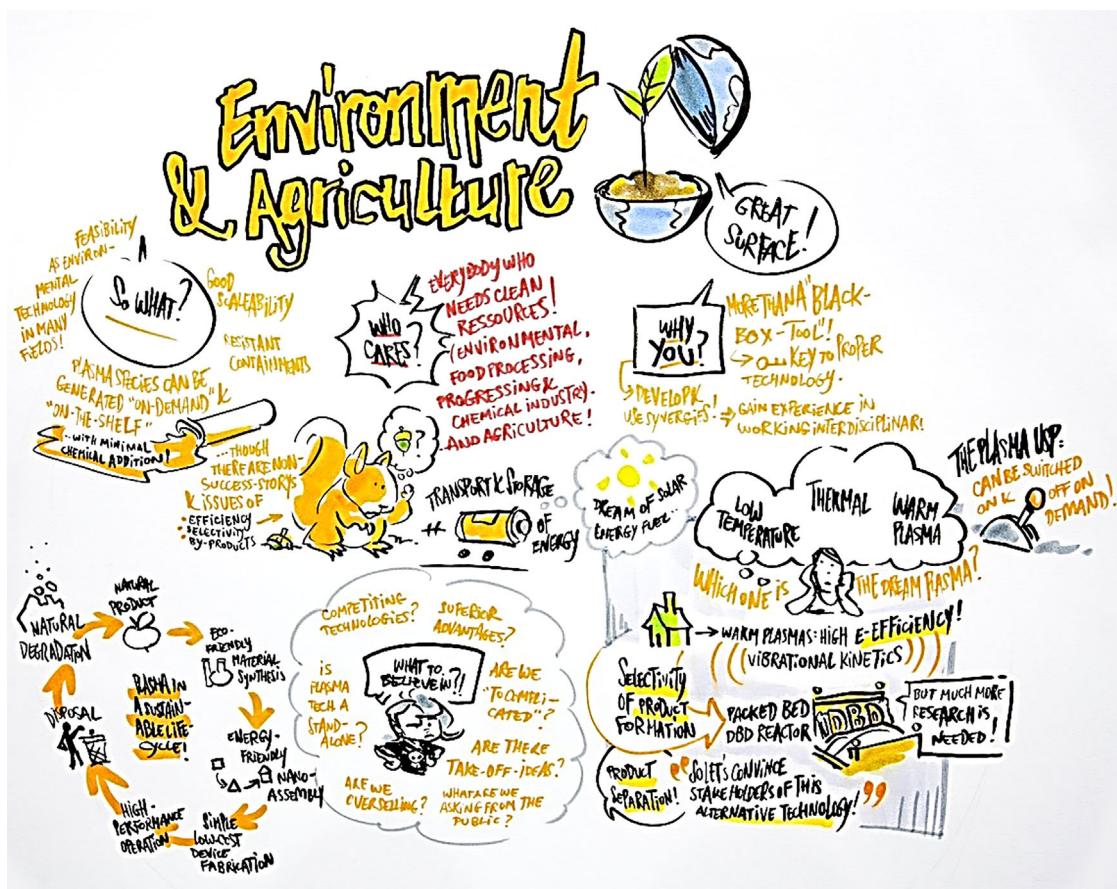 Environment
& Agriculture
GREAT
SURFACE!
FEASIBILITY
AS ENVIRON-
MENTAL
TECHNOLOGY
IN MANY
FIELDS!
SO WHAT?
GOOD
SCALEABILITY
RESISTANT
CONTAINMENTS
PLASMA SPECIES CAN BE
GENERATED "ON-DEMAND" &
"ON-THE-SHELF"
...WITH MINIMAL
CHEMICAL ADDITION!
WHO
CARES?
EVERYBODY WHO
NEEDS CLEAN
RESSOURCES!
(ENVIRONMENTAL,
FOOD PROCESSING,
PROGRESSING &
CHEMICAL INDUSTRY.
AND AGRICULTURE!
WHY
YOU?
MORE THAN A "BLACK-
BOX-TOOL"!
KEY TO PROPER
TECHNOLOGY.
DEVELOP &
USE SYNERGIES!
GAIN EXPERIENCE IN
WORKING INTERDISCIPLINAR!
...THOUGH
THERE ARE NON-
SUCCESS-STORYS
& ISSUES OF
EFFICIENCY
SELECTIVITY
BY-PRODUCTS
?
TRANSPORT & STORAGE
OF
ENERGY
DREAM OF SOLAR
ENERGY FUEL...
LOW
TEMPERATURE
THERMAL
WARM
PLASMA
THE PLASMA USP:
CAN BE SWITCHED
ON &
OFF ON
DEMAND!
WHICH ONE IS
THE DREAM PLASMA?
NATURAL
DEGRADATION
NATURAL
PRODUCT
ECO-
FRIENDLY
MATERIAL
SYNTHESIS
ENERGY-
FRIENDLY
NANO-
ASSEMBLY
SIMPLE
LOW-COST
DEVICE
FABRICATION
HIGH-
PERFORMANCE
OPERATION
DISPOSAL
PLASMA IN
A SUSTAIN-
ABLE LIFE-
CYCLE!
COMPETITING
TECHNOLOGIES?
SUPERIOR
ADVANTAGES?
IS
PLASMA
TECH A
STAND-
ALONE?
WHAT TO
BELIEVE IN?!
ARE WE
"TO COMPLI-
CATED"?
ARE THERE
TAKE-OFF-IDEAS?
ARE WE
OVERSELLING?
WHAT ARE WE
ASKING FROM THE
PUBLIC?
WARM PLASMAS: HIGH E-EFFICIENCY!
(VIBRATIONAL KINETICS)
SELECTIVITY
OF PRODUCT
FORMATION
PACKED BED
DBD REACTOR
DBD
BUT MUCH MORE
RESEARCH IS
NEEDED!
PRODUCT
SEPARATION!
"SO LET'S CONVINCE
STAKEHOLDERS OF THIS
ALTERNATIVE TECHNOLOGY!"